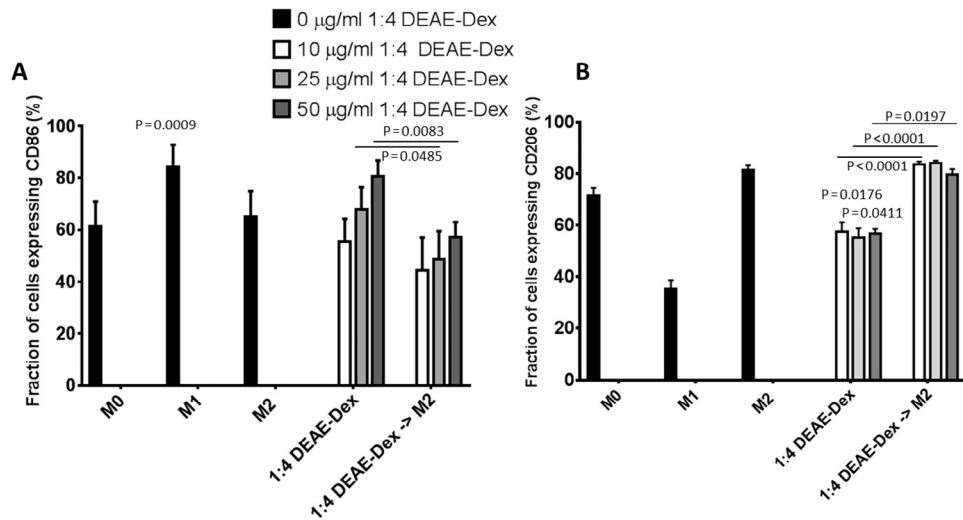 0 µg/ml 1:4 DEAE-Dex
10 µg/ml 1:4 DEAE-Dex
25 µg/ml 1:4 DEAE-Dex
50 µg/ml 1:4 DEAE-Dex
A
Fraction of cells expressing CD86 (%)
100
80
60
40
20
0
P=0.0009
P=0.0083
P=0.0485
M0
M1
M2
1:4 DEAE-Dex
1:4 DEAE-Dex -> M2
B
Fraction of cells expressing CD206 (%)
100
80
60
40
20
0
P=0.0197
P<0.0001
P<0.0001
P=0.0176
P=0.0411
M0
M1
M2
1:4 DEAE-Dex
1:4 DEAE-Dex -> M2